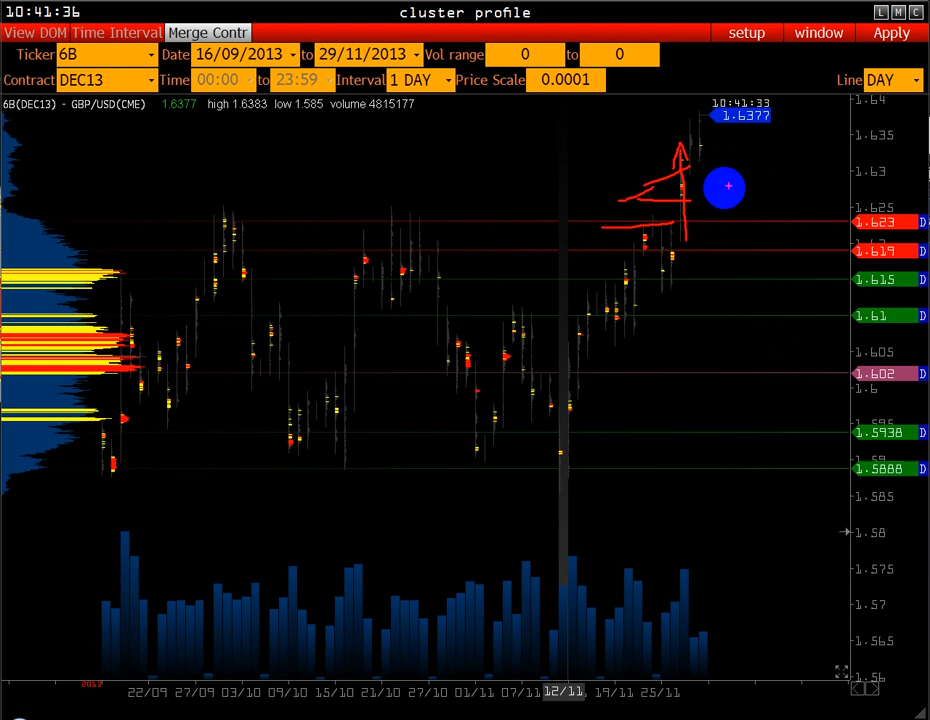 10:41:36 cluster profile L M C
View DOM Time Interval Merge Contr setup window Apply
Ticker 6B Date 16/09/2013 to 29/11/2013 Vol range 0 to 0
Contract DEC13 Time 00:00 to 23:59 Interval 1 DAY Price Scale 0.0001 Line DAY
6B(DEC13) - GBP/USD(CME) 1.6377 high 1.6383 low 1.585 volume 4815177
10:41:33
1.64
1.6377
1.635
1.63
1.625
1.623 D
1.619 D
1.615 D
1.61 D
1.605
1.602 D
1.6
1.5938 D
1.5888 D
1.585
1.58
1.575
1.57
1.565
1.56
2013
22/09 27/09 03/10 09/10 15/10 21/10 27/10 01/11 07/11 12/11 19/11 25/11